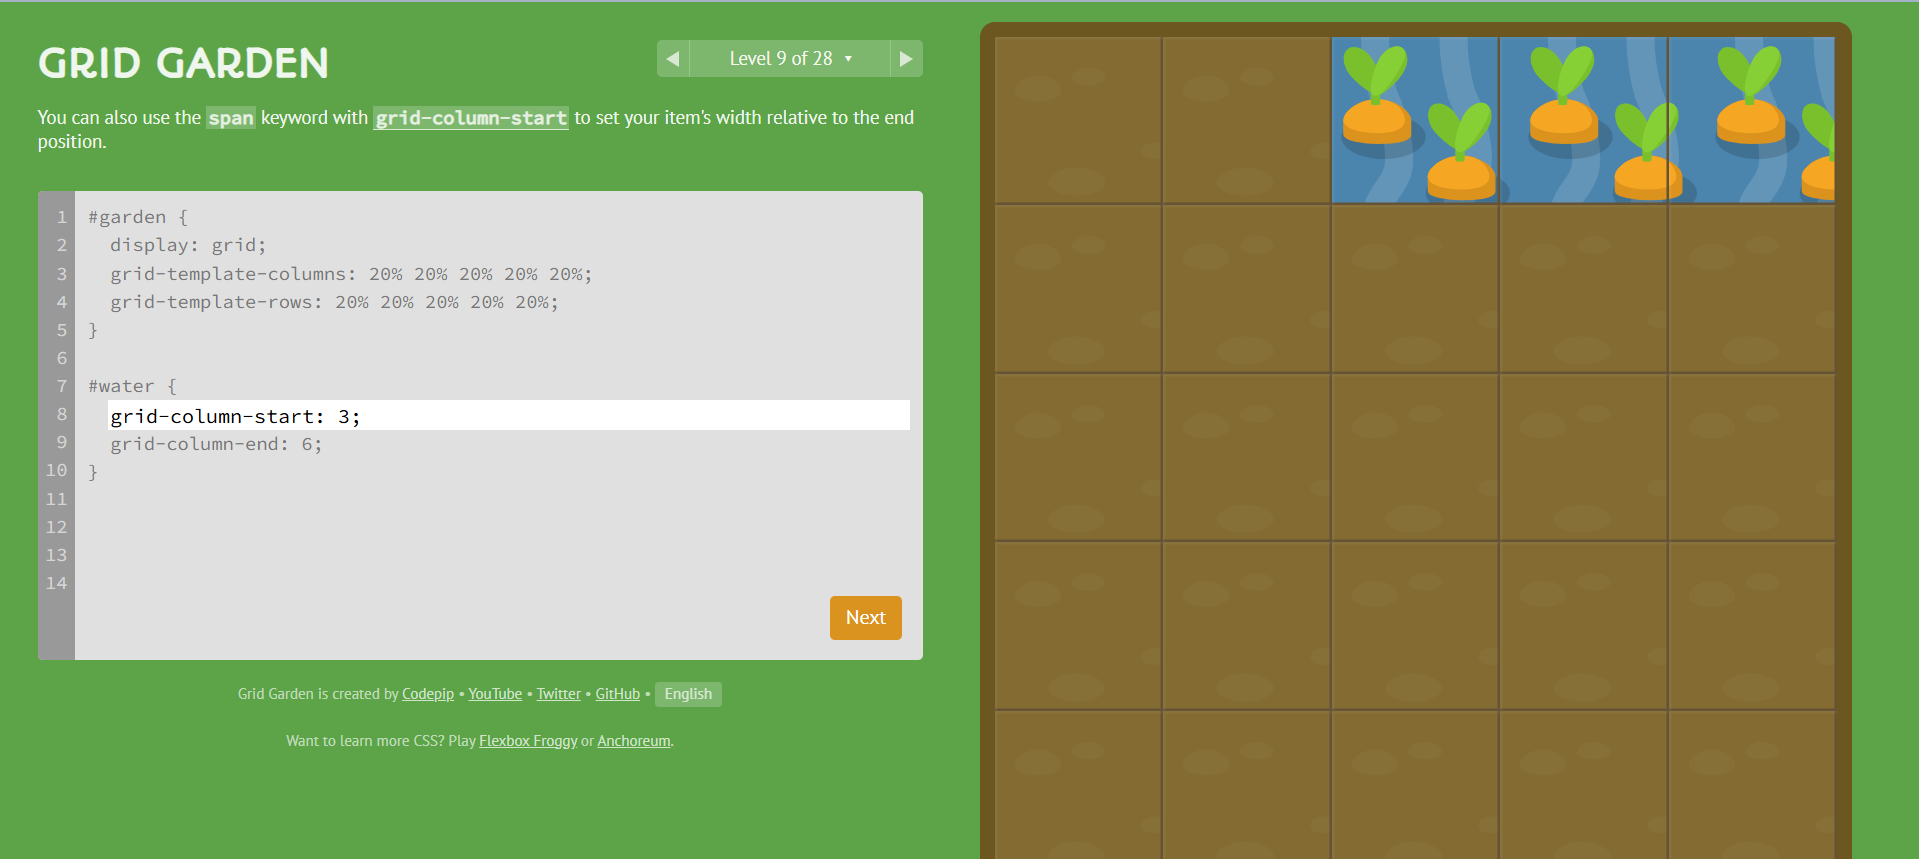 GRID GARDEN
◀ Level 9 of 28 ▼ ▶
You can also use the span keyword with grid-column-start to set your item's width relative to the end
position.
1 #garden {
2   display: grid;
3   grid-template-columns: 20% 20% 20% 20% 20%;
4   grid-template-rows: 20% 20% 20% 20% 20%;
5 }
6
7 #water {
8   grid-column-start: 3;
9   grid-column-end: 6;
10 }
11
12
13
14
Next
Grid Garden is created by Codepip • YouTube • Twitter • GitHub • English
Want to learn more CSS? Play Flexbox Froggy or Anchoreum.